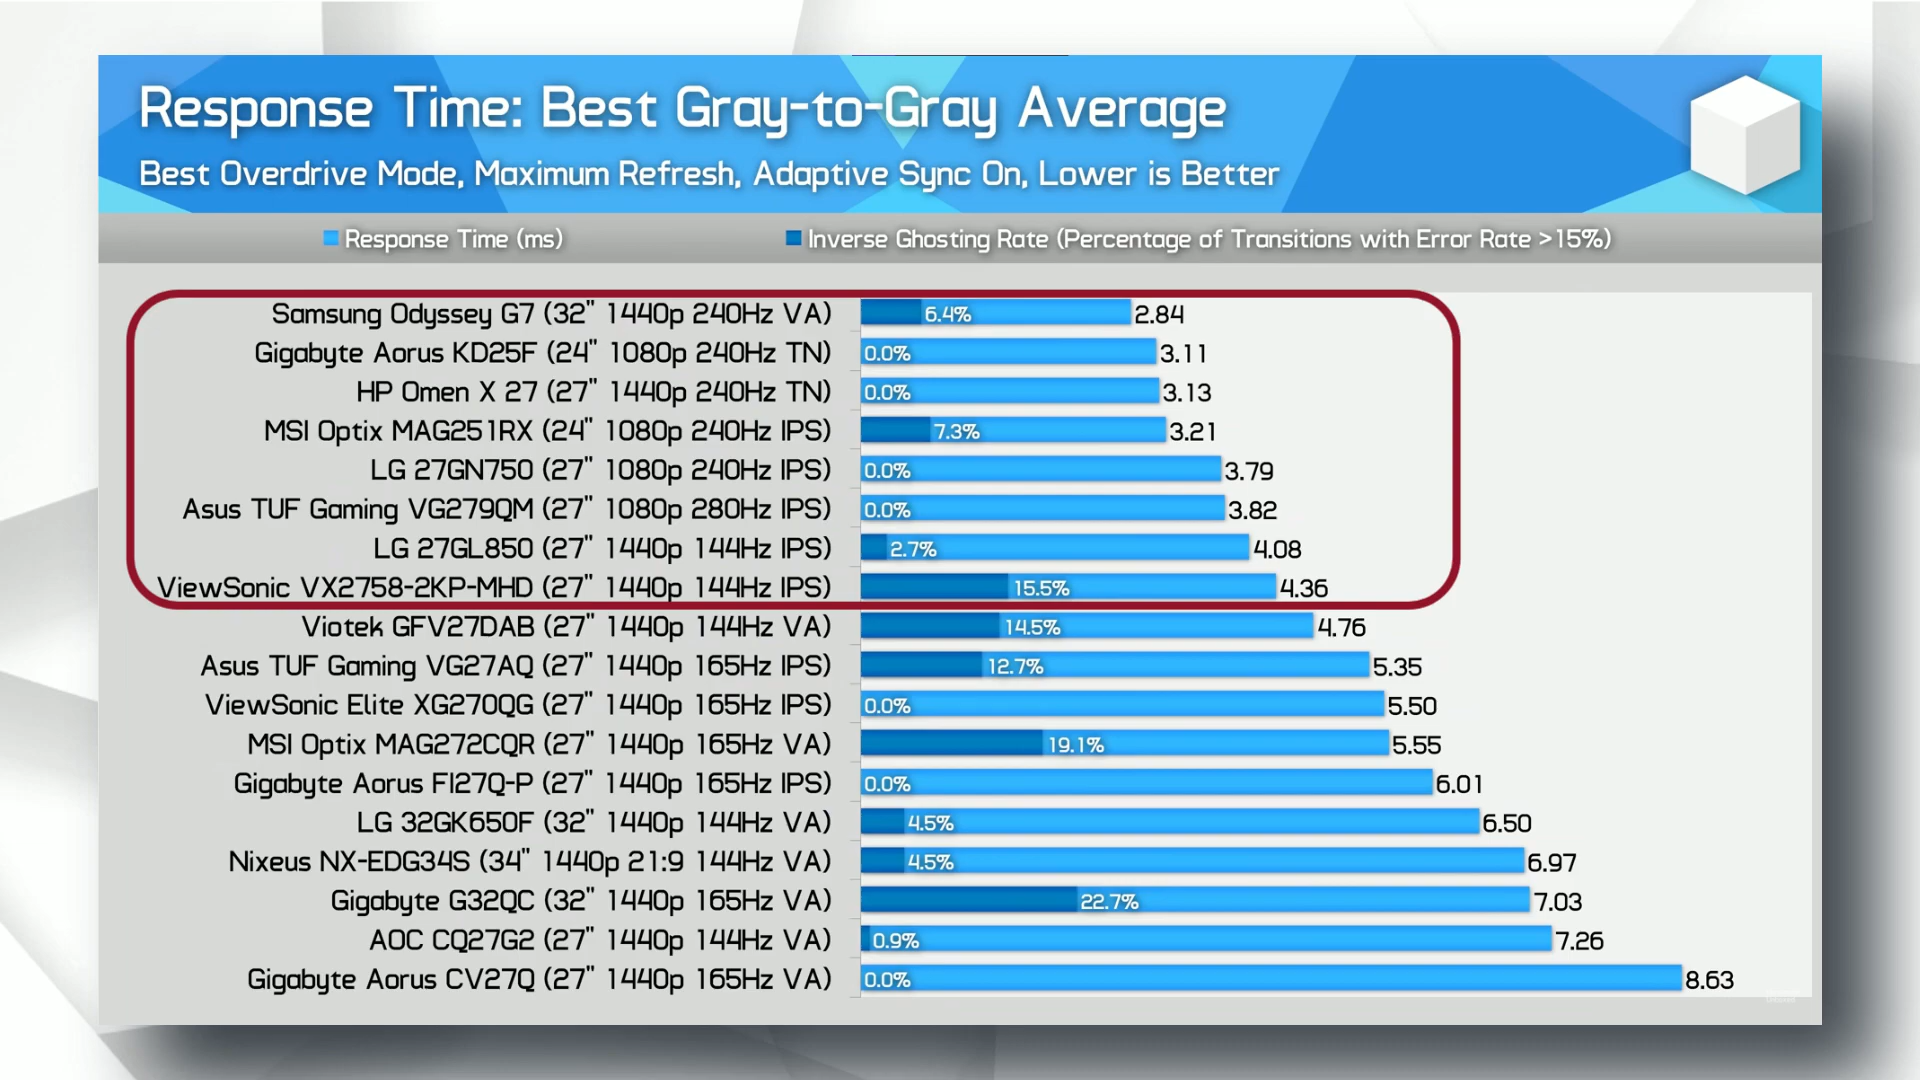 Response Time: Best Gray-to-Gray Average
Best Overdrive Mode, Maximum Refresh, Adaptive Sync On, Lower is Better
Response Time (ms) Inverse Ghosting Rate (Percentage of Transitions with Error Rate >15%)
Samsung Odyssey G7 (32" 1440p 240Hz VA) 6.4% 2.84
Gigabyte Aorus KD25F (24" 1080p 240Hz TN) 0.0% 3.11
HP Omen X 27 (27" 1440p 240Hz TN) 0.0% 3.13
MSI Optix MAG251RX (24" 1080p 240Hz IPS) 7.3% 3.21
LG 27GN750 (27" 1080p 240Hz IPS) 0.0% 3.79
Asus TUF Gaming VG279QM (27" 1080p 280Hz IPS) 0.0% 3.82
LG 27GL850 (27" 1440p 144Hz IPS) 2.7% 4.08
ViewSonic VX2758-2KP-MHD (27" 1440p 144Hz IPS) 15.5% 4.36
Viotek GFV27DAB (27" 1440p 144Hz VA) 14.5% 4.76
Asus TUF Gaming VG27AQ (27" 1440p 165Hz IPS) 12.7% 5.35
ViewSonic Elite XG270QG (27" 1440p 165Hz IPS) 0.0% 5.50
MSI Optix MAG272CQR (27" 1440p 165Hz VA) 19.1% 5.55
Gigabyte Aorus FI27Q-P (27" 1440p 165Hz IPS) 0.0% 6.01
LG 32GK650F (32" 1440p 144Hz VA) 4.5% 6.50
Nixeus NX-EDG34S (34" 1440p 21:9 144Hz VA) 4.5% 6.97
Gigabyte G32QC (32" 1440p 165Hz VA) 22.7% 7.03
AOC CQ27G2 (27" 1440p 144Hz VA) 0.9% 7.26
Gigabyte Aorus CV27Q (27" 1440p 165Hz VA) 0.0% 8.63